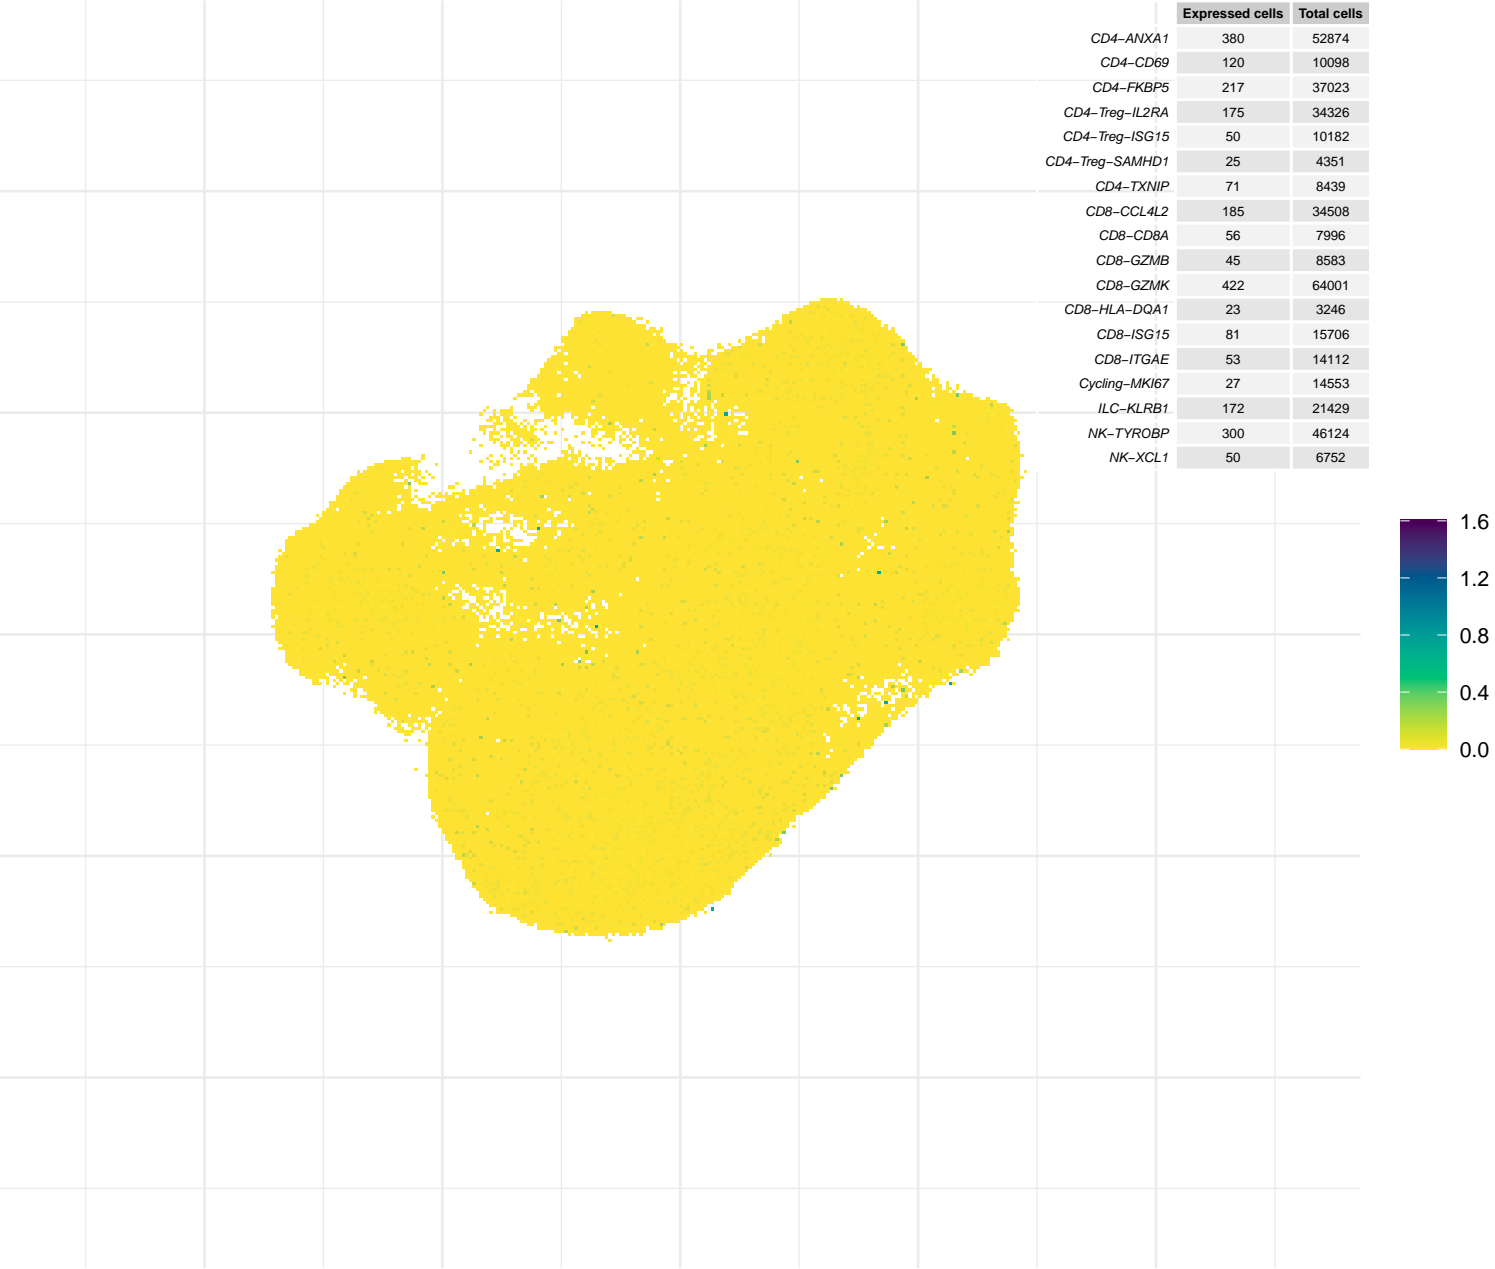 Expressed cells Total cells
CD4−ANXA1 380 52874
CD4−CD69 120 10098
CD4−FKBP5 217 37023
CD4−Treg−IL2RA 175 34326
CD4−Treg−ISG15 50 10182
CD4−Treg−SAMHD1 25 4351
CD4−TXNIP 71 8439
CD8−CCL4L2 185 34508
CD8−CD8A 56 7996
CD8−GZMB 45 8583
CD8−GZMK 422 64001
CD8−HLA−DQA1 23 3246
CD8−ISG15 81 15706
CD8−ITGAE 53 14112
Cycling−MKI67 27 14553
ILC−KLRB1 172 21429
NK−TYROBP 300 46124
NK−XCL1 50 6752
1.6
1.2
0.8
0.4
0.0